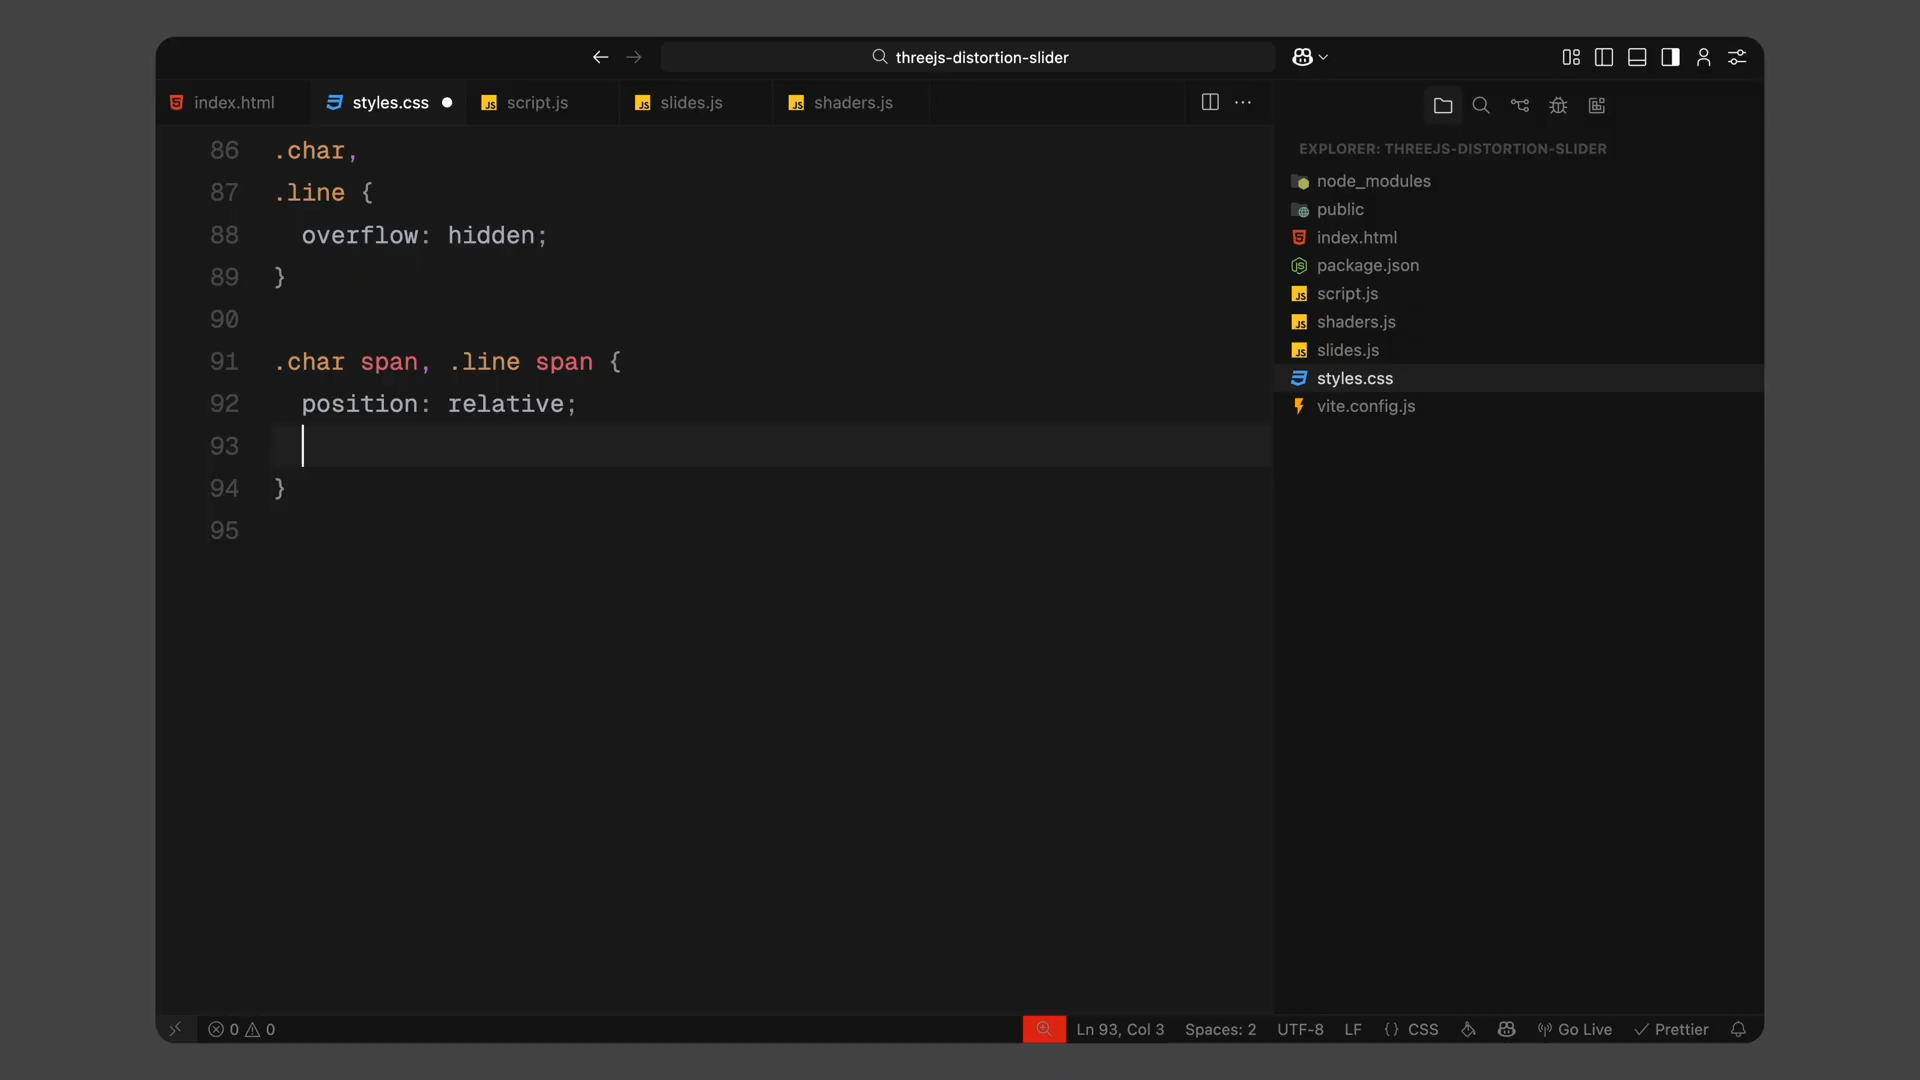 threejs-distortion-slider
index.html
styles.css
script.js
slides.js
shaders.js
86 .char,
87 .line {
88 overflow: hidden;
89 }
90
91 .char span, .line span {
92 position: relative;
93
94 }
95
EXPLORER: THREEJS-DISTORTION-SLIDER
node_modules
public
index.html
package.json
script.js
shaders.js
slides.js
styles.css
vite.config.js
0 0
Ln 93, Col 3 Spaces: 2 UTF-8 LF {} CSS Go Live Prettier